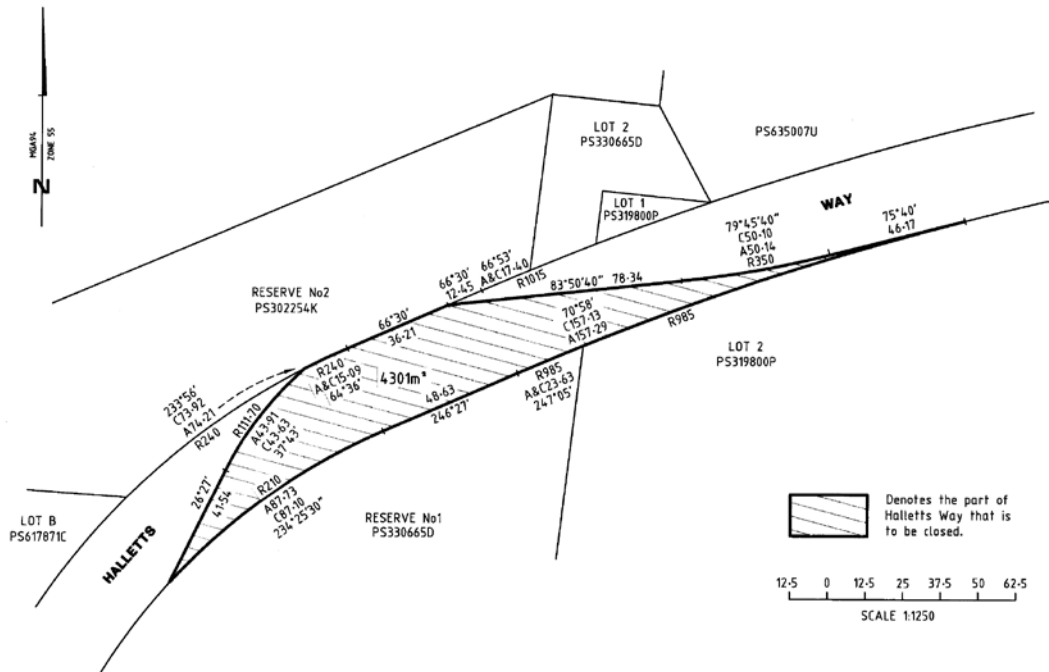 MGA94
ZONE 55
N
LOT 2
PS330665D
PS635007U
LOT 1
PS319800P
WAY
79°45'40"
C50·10
A50·14
R350
75°40'
46·17
66°30'
12·45
66°53'
A&C17·40
R1015
83°50'40" 78·34
RESERVE No2
PS302254K
66°30'
36·21
70°58'
C157·13
A157·29
R985
LOT 2
PS319800P
R240
A&C15·09
64°36'
4301m²
48·63
246°27'
R985
A&C23·63
247°05'
233°56'
C73·92
A74·21
R240
R111·70
A43·91
C43·63
37°43'
26°27'
41·54
R210
A87·73
C87·10
234°25'30"
RESERVE No1
PS330665D
LOT B
PS617871C
HALLETTS
Denotes the part of
Halletts Way that is
to be closed.
12·5 0 12·5 25 37·5 50 62·5
SCALE 1:1250